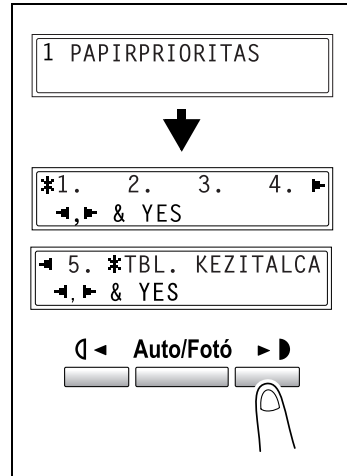 1 PAPIRPRIORITAS
*1. 2. 3. 4. ►
◄,► & YES
◄ 5. *TBL. KEZITALCA
◄,► & YES
◄ Auto/Fotó ►